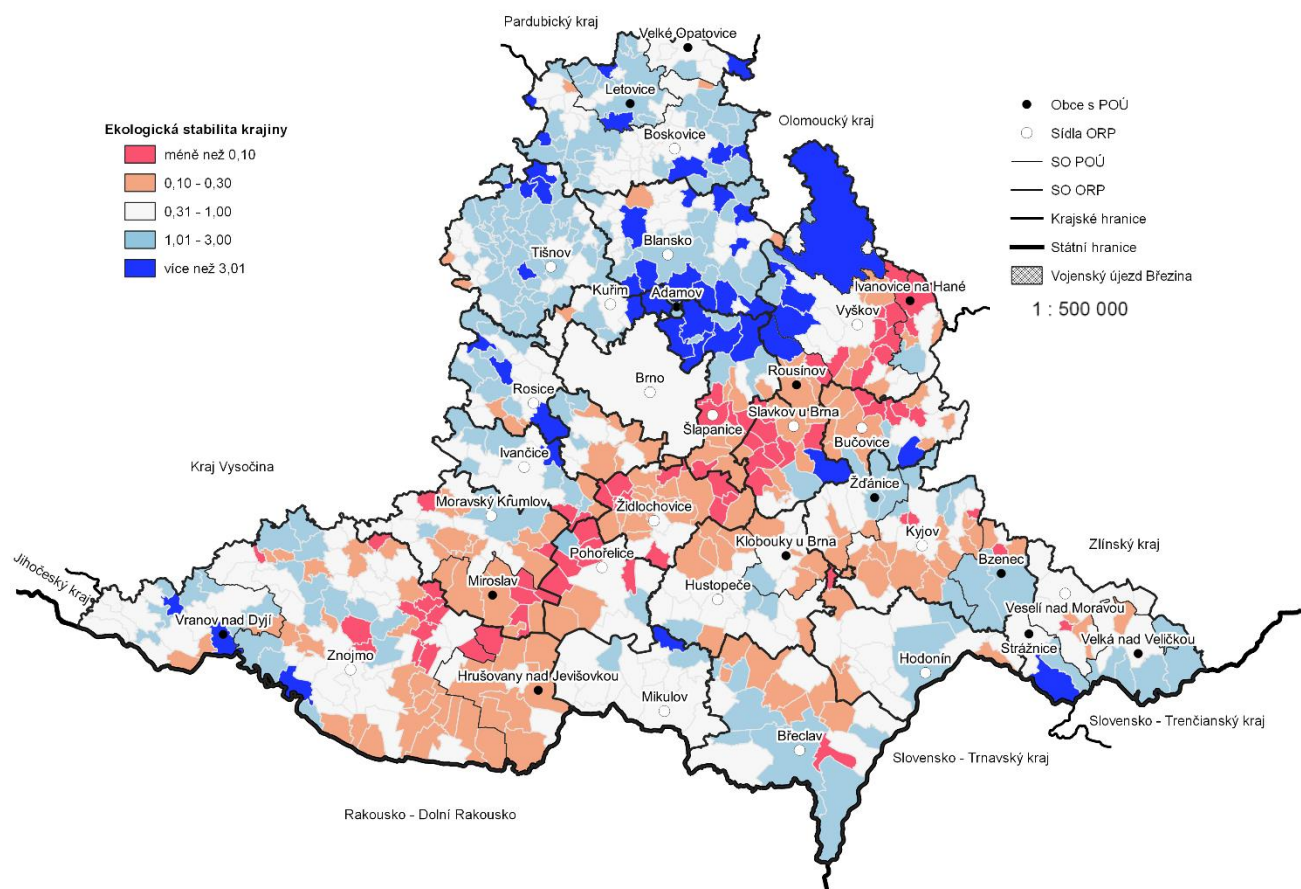 Pardubický kraj
Velké Opatovice
Letovice
Olomoucký kraj
Boskovice
Ekologická stabilita krajiny
méně než 0,10
0,10 - 0,30
0,31 - 1,00
1,01 - 3,00
více než 3,01
Obce s POÚ
Sídla ORP
SO POÚ
SO ORP
Krajské hranice
Státní hranice
Vojenský újezd Březina
1 : 500 000
Tišnov
Blansko
Kuřim
Adamov
Ivanovice na Hané
Vyškov
Brno
Rousínov
Rosice
Šlapanice
Slavkov u Brna
Bučovice
Kraj Vysočina
Ivančice
Moravský Krumlov
Židlochovice
Ždánice
Kyjov
Zlínský kraj
Jihočeský kraj
Pohořelice
Klobouky u Brna
Bzenec
Miroslav
Hustopeče
Vranov nad Dyjí
Veselí nad Moravou
Strážnice
Velká nad Veličkou
Znojmo
Hrušovany nad Jevišovkou
Hodonín
Mikulov
Slovensko - Trenčianský kraj
Břeclav
Slovensko - Trnavský kraj
Rakousko - Dolní Rakousko